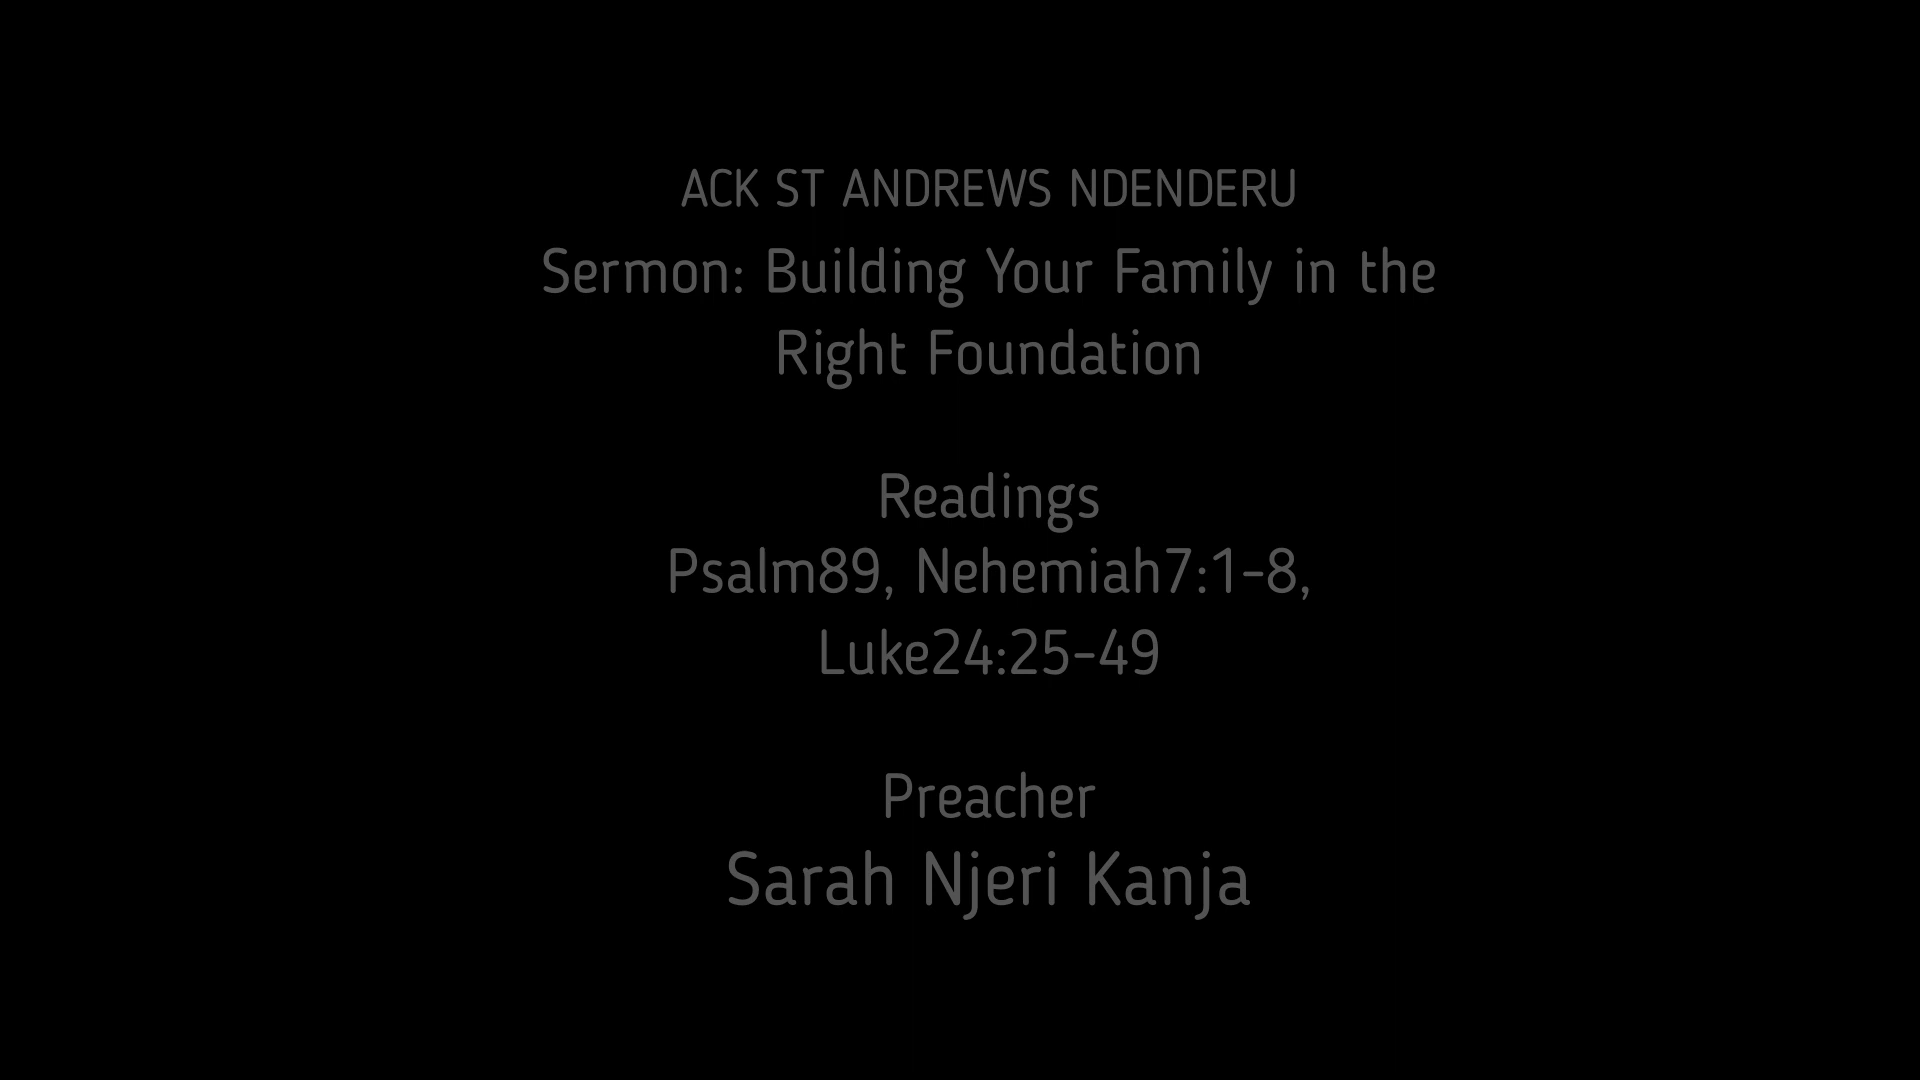 ACK ST ANDREWS NDENDERU
Sermon: Building Your Family in the
Right Foundation
Readings
Psalm89, Nehemiah7:1-8,
Luke24:25-49
Preacher
Sarah Njeri Kanja